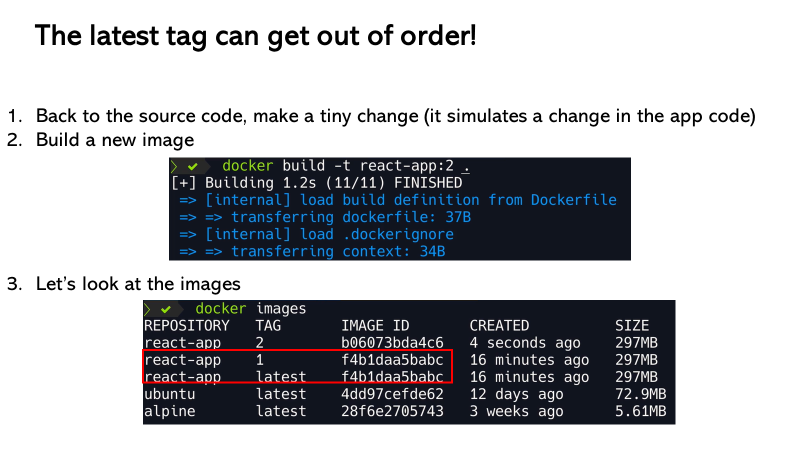 The latest tag can get out of order!
1. Back to the source code, make a tiny change (it simulates a change in the app code)
2. Build a new image
❯ ✔ docker build -t react-app:2 .
[+] Building 1.2s (11/11) FINISHED
=> [internal] load build definition from Dockerfile
=> => transferring dockerfile: 37B
=> [internal] load .dockerignore
=> => transferring context: 34B
3. Let's look at the images
❯ ✔ docker images
REPOSITORY TAG IMAGE ID CREATED SIZE
react-app 2 b06073bda4c6 4 seconds ago 297MB
react-app 1 f4b1daa5babc 16 minutes ago 297MB
react-app latest f4b1daa5babc 16 minutes ago 297MB
ubuntu latest 4dd97cefde62 12 days ago 72.9MB
alpine latest 28f6e2705743 3 weeks ago 5.61MB